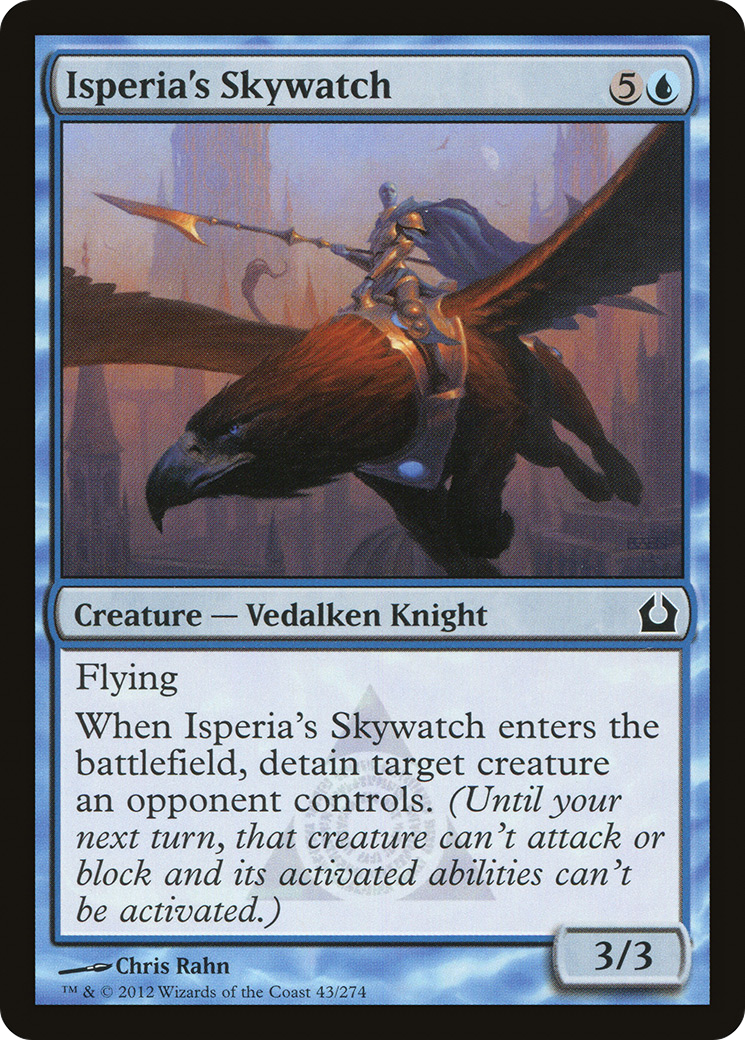 Isperia's Skywatch 5
Creature — Vedalken Knight
Flying
When Isperia's Skywatch enters the
battlefield, detain target creature
an opponent controls. (Until your
next turn, that creature can't attack or
block and its activated abilities can't
be activated.)
3/3
Chris Rahn
™ & © 2012 Wizards of the Coast 43/274